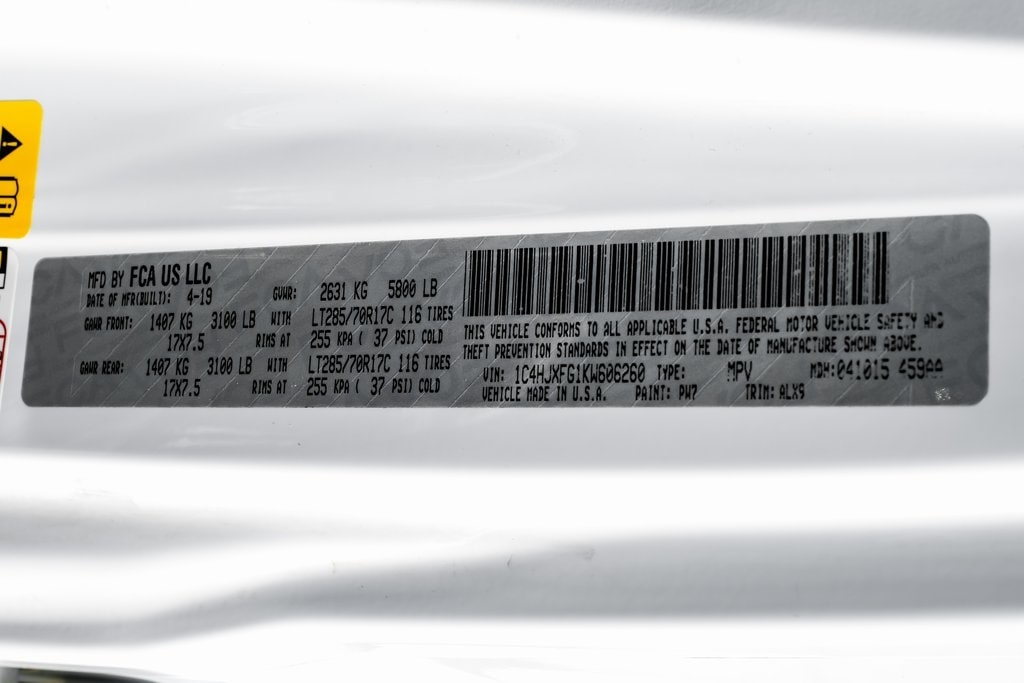 MFD BY FCA US LLC
DATE OF MFR(BUILT): 4-19 GVWR: 2631 KG 5800 LB
GAWR FRONT: 1407 KG 3100 LB WITH LT285/70R17C 116 TIRES
17X7.5 RIMS AT 255 KPA ( 37 PSI) COLD
GAWR REAR: 1407 KG 3100 LB WITH LT285/70R17C 116 TIRES
17X7.5 RIMS AT 255 KPA ( 37 PSI) COLD
THIS VEHICLE CONFORMS TO ALL APPLICABLE U.S.A. FEDERAL MOTOR VEHICLE SAFETY AND
THEFT PREVENTION STANDARDS IN EFFECT ON THE DATE OF MANUFACTURE SHOWN ABOVE.
VIN: 1C4HJXFG1KW606260 TYPE: MPV MDH: 041015 459AA
VEHICLE MADE IN U.S.A. PAINT: PW7 TRIM: ALX9